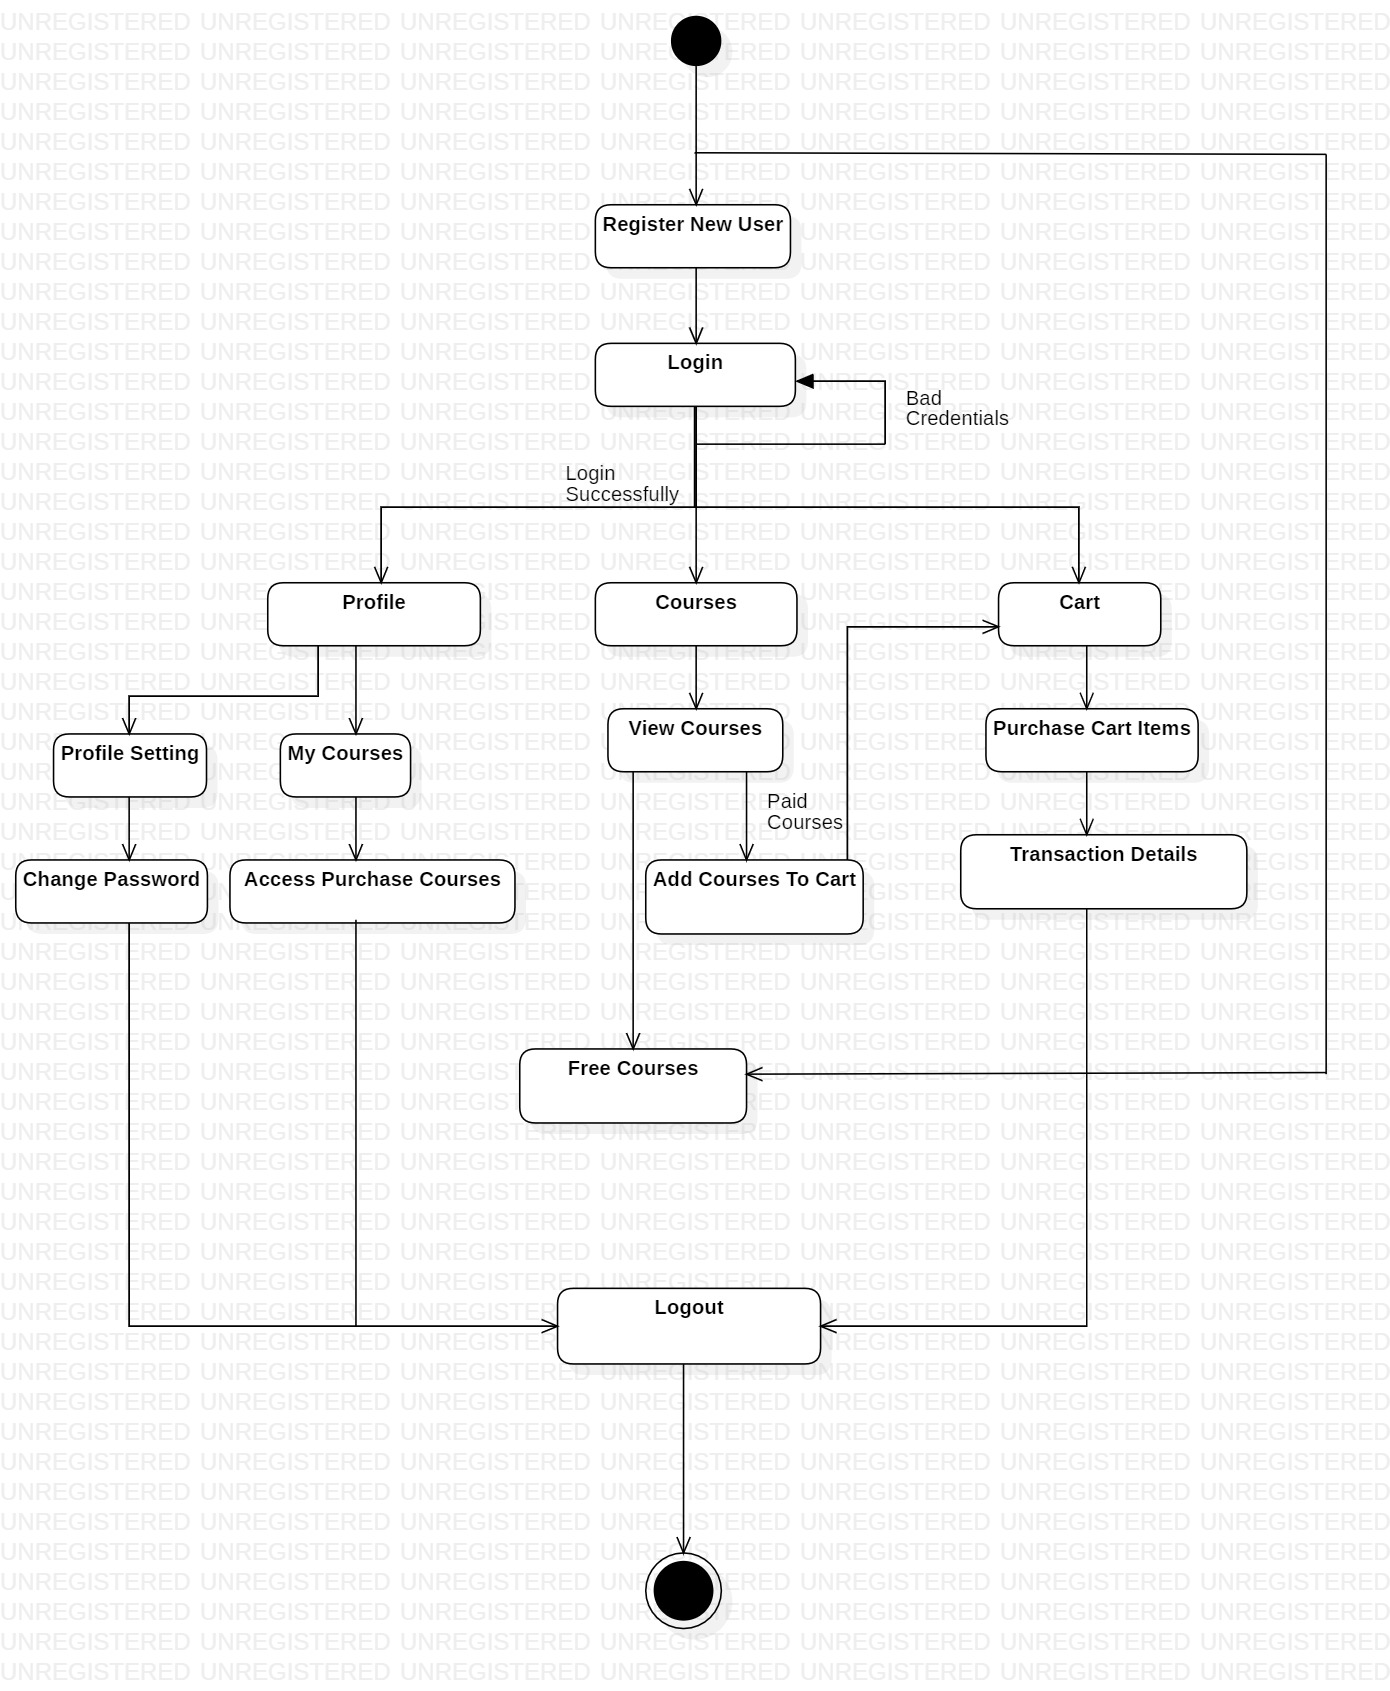 Register New User
Login
Bad
Credentials
Login
Successfully
Profile
Courses
Cart
Profile Setting
My Courses
View Courses
Purchase Cart Items
Paid
Courses
Change Password
Access Purchase Courses
Add Courses To Cart
Transaction Details
Free Courses
Logout
UNREGISTERED